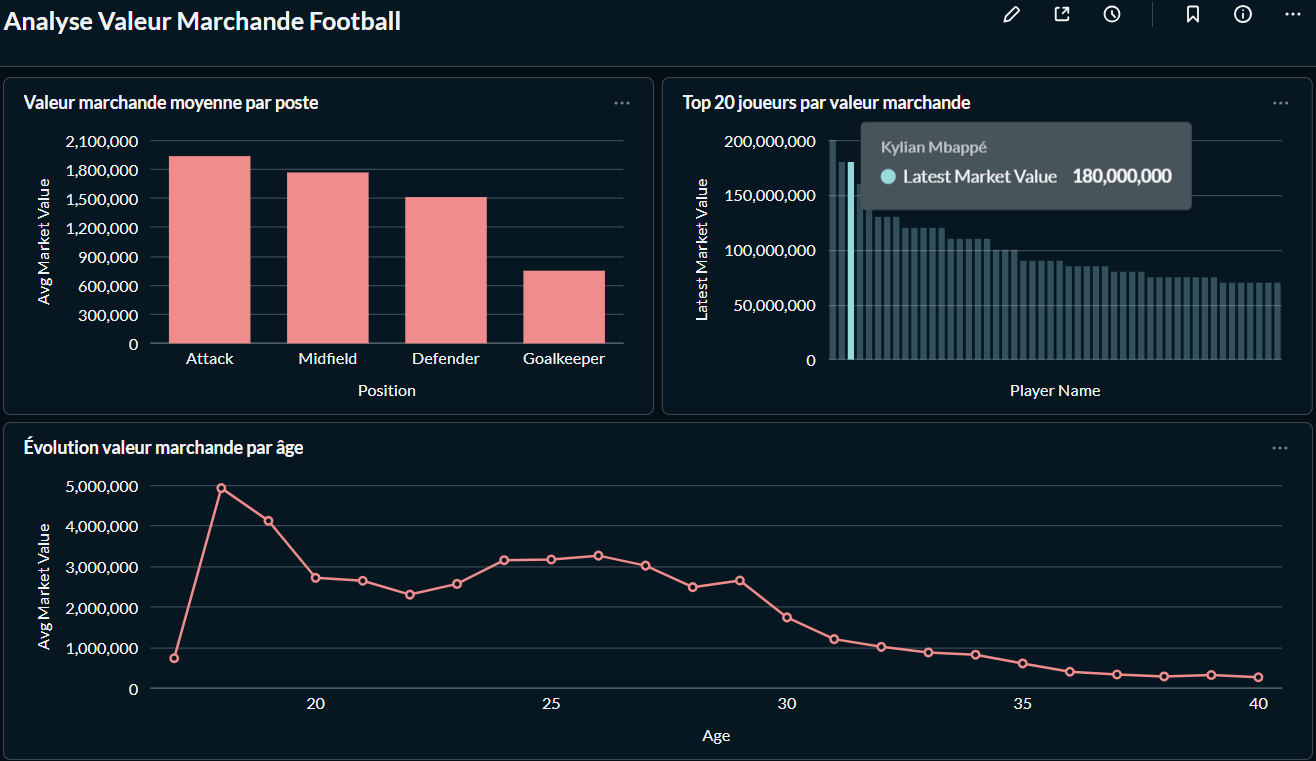 Analyse Valeur Marchande Football
Valeur marchande moyenne par poste
Avg Market Value
2,100,000
1,800,000
1,500,000
1,200,000
900,000
600,000
300,000
0
Attack Midfield Defender Goalkeeper
Position
Top 20 joueurs par valeur marchande
Latest Market Value
200,000,000
150,000,000
100,000,000
50,000,000
0
Kylian Mbappé
Latest Market Value 180,000,000
Player Name
Évolution valeur marchande par âge
Avg Market Value
5,000,000
4,000,000
3,000,000
2,000,000
1,000,000
0
20 25 30 35 40
Age